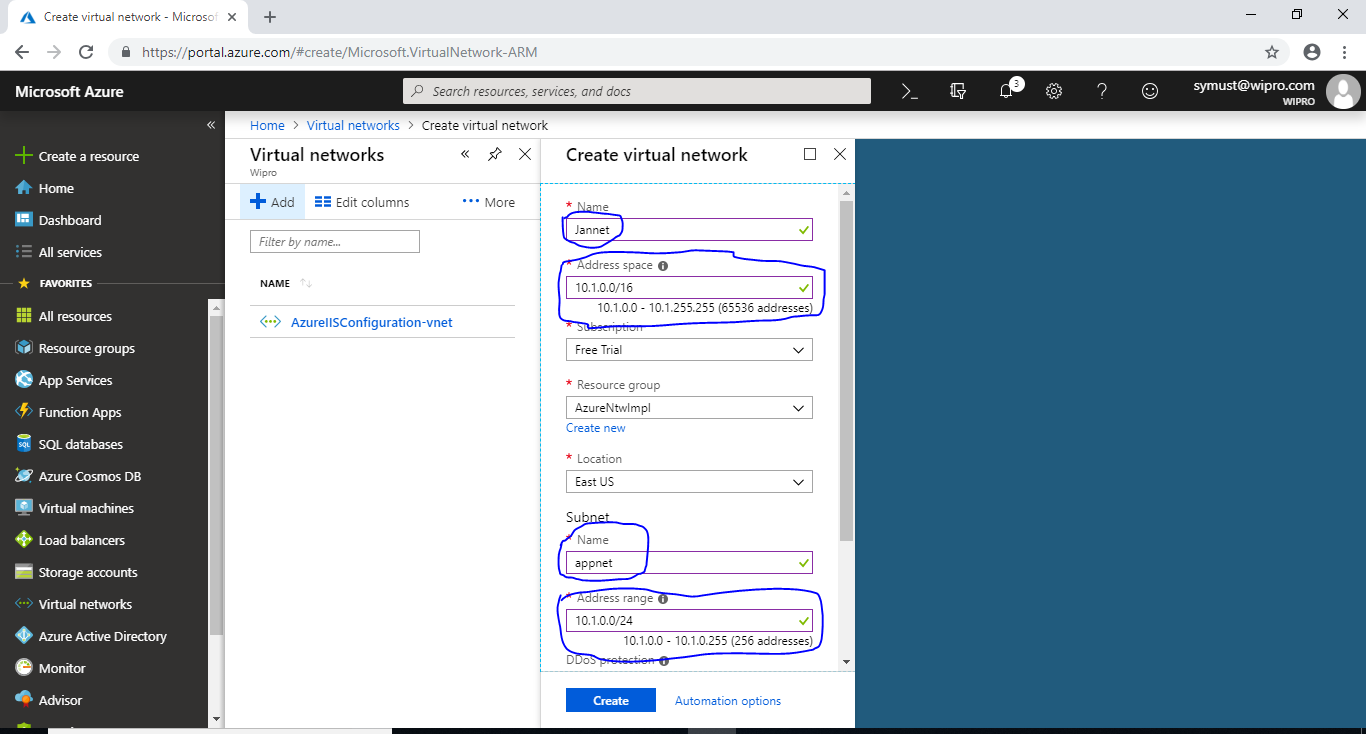 Create virtual network - Microsof
https://portal.azure.com/#create/Microsoft.VirtualNetwork-ARM
Microsoft Azure
Search resources, services, and docs
3
symust@wipro.com
WIPRO
Create a resource
Home
Dashboard
All services
FAVORITES
All resources
Resource groups
App Services
Function Apps
SQL databases
Azure Cosmos DB
Virtual machines
Load balancers
Storage accounts
Virtual networks
Azure Active Directory
Monitor
Advisor
Home > Virtual networks > Create virtual network
Virtual networks
Wipro
Add
Edit columns
More
Filter by name...
NAME
AzureIISConfiguration-vnet
Create virtual network
* Name
Jannet
* Address space
10.1.0.0/16
10.1.0.0 - 10.1.255.255 (65536 addresses)
* Subscription
Free Trial
* Resource group
AzureNtwImpl
Create new
* Location
East US
Subnet
* Name
appnet
* Address range
10.1.0.0/24
10.1.0.0 - 10.1.0.255 (256 addresses)
DDoS protection
Create
Automation options